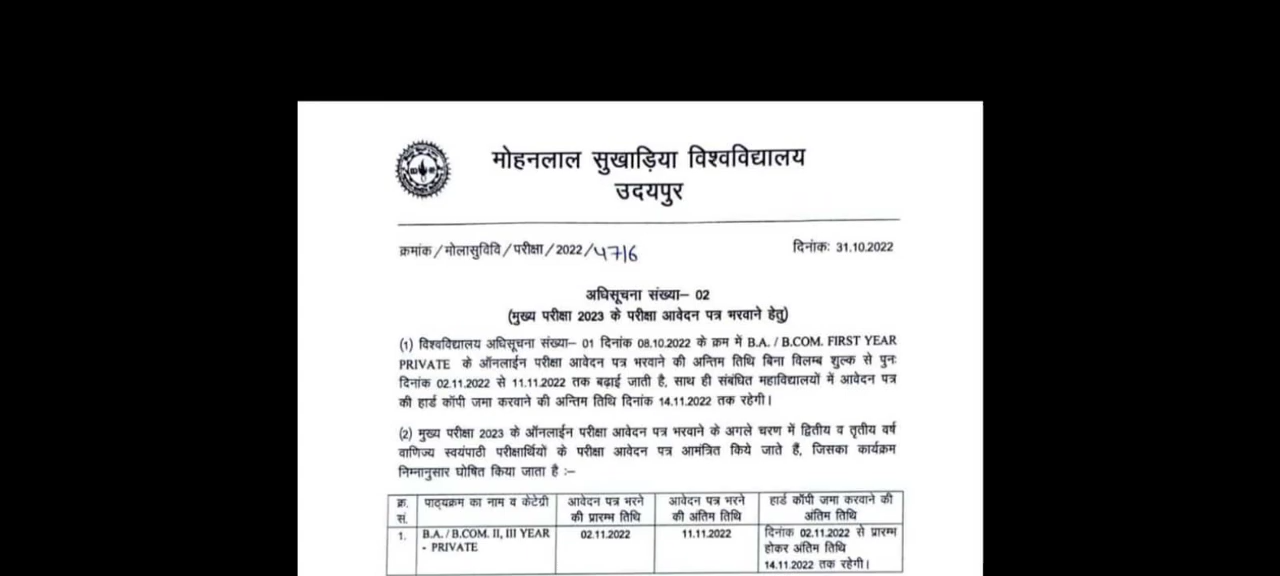 मोहनलाल सुखाड़िया विश्वविद्यालय
उदयपुर
क्रमांक/मोलासुविवि/परीक्षा/2022/4716
दिनांकः 31.10.2022
अधिसूचना संख्या– 02
(मुख्य परीक्षा 2023 के परीक्षा आवेदन पत्र भरवाने हेतु)
(1) विश्वविद्यालय अधिसूचना संख्या– 01 दिनांक 08.10.2022 के क्रम में B.A. / B.COM. FIRST YEAR
PRIVATE के ऑनलाईन परीक्षा आवेदन पत्र भरवाने की अन्तिम तिथि बिना विलम्ब शुल्क से पुनः
दिनांक 02.11.2022 से 11.11.2022 तक बढ़ाई जाती है, साथ ही संबंधित महाविद्यालयों में आवेदन पत्र
की हार्ड कॉपी जमा करवाने की अन्तिम तिथि दिनांक 14.11.2022 तक रहेगी।
(2) मुख्य परीक्षा 2023 के ऑनलाईन परीक्षा आवेदन पत्र भरवाने के अगले चरण में द्वितीय व तृतीय वर्ष
वाणिज्य स्वयंपाठी परीक्षार्थियों के परीक्षा आवेदन पत्र आमंत्रित किये जाते हैं, जिसका कार्यक्रम
निम्नानुसार घोषित किया जाता है :–
क्र. सं. पाठ्यक्रम का नाम व केटेग्री आवेदन पत्र भरने की प्रारम्भ तिथि आवेदन पत्र भरने की अंतिम तिथि हार्ड कॉपी जमा करवाने की अंतिम तिथि
1. B.A. / B.COM. II, III YEAR - PRIVATE 02.11.2022 11.11.2022 दिनांक 02.11.2022 से प्रारम्भ होकर अंतिम तिथि 14.11.2022 तक रहेगी।